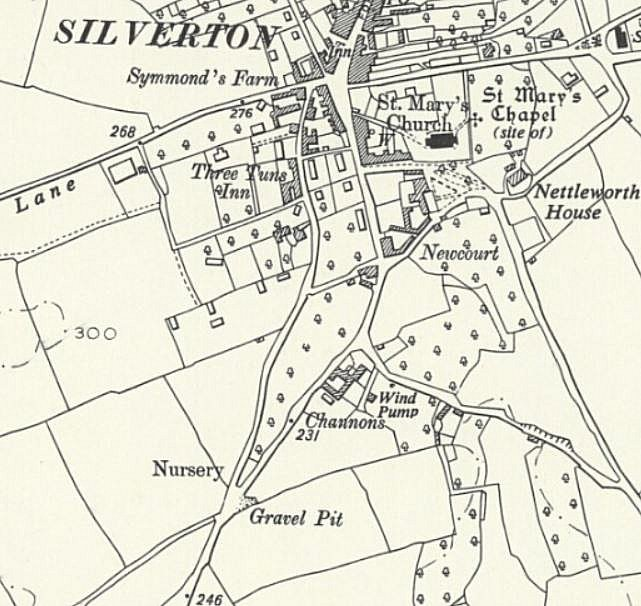 SILVERTON
Inn
Symmond's Farm
St. Mary's
Church
St Mary's
Chapel
(site of)
276
268
Three Tuns
Inn
Lane
Nettleworth
House
Newcourt
300
Wind
Pump
Channons
231
Nursery
Gravel Pit
246